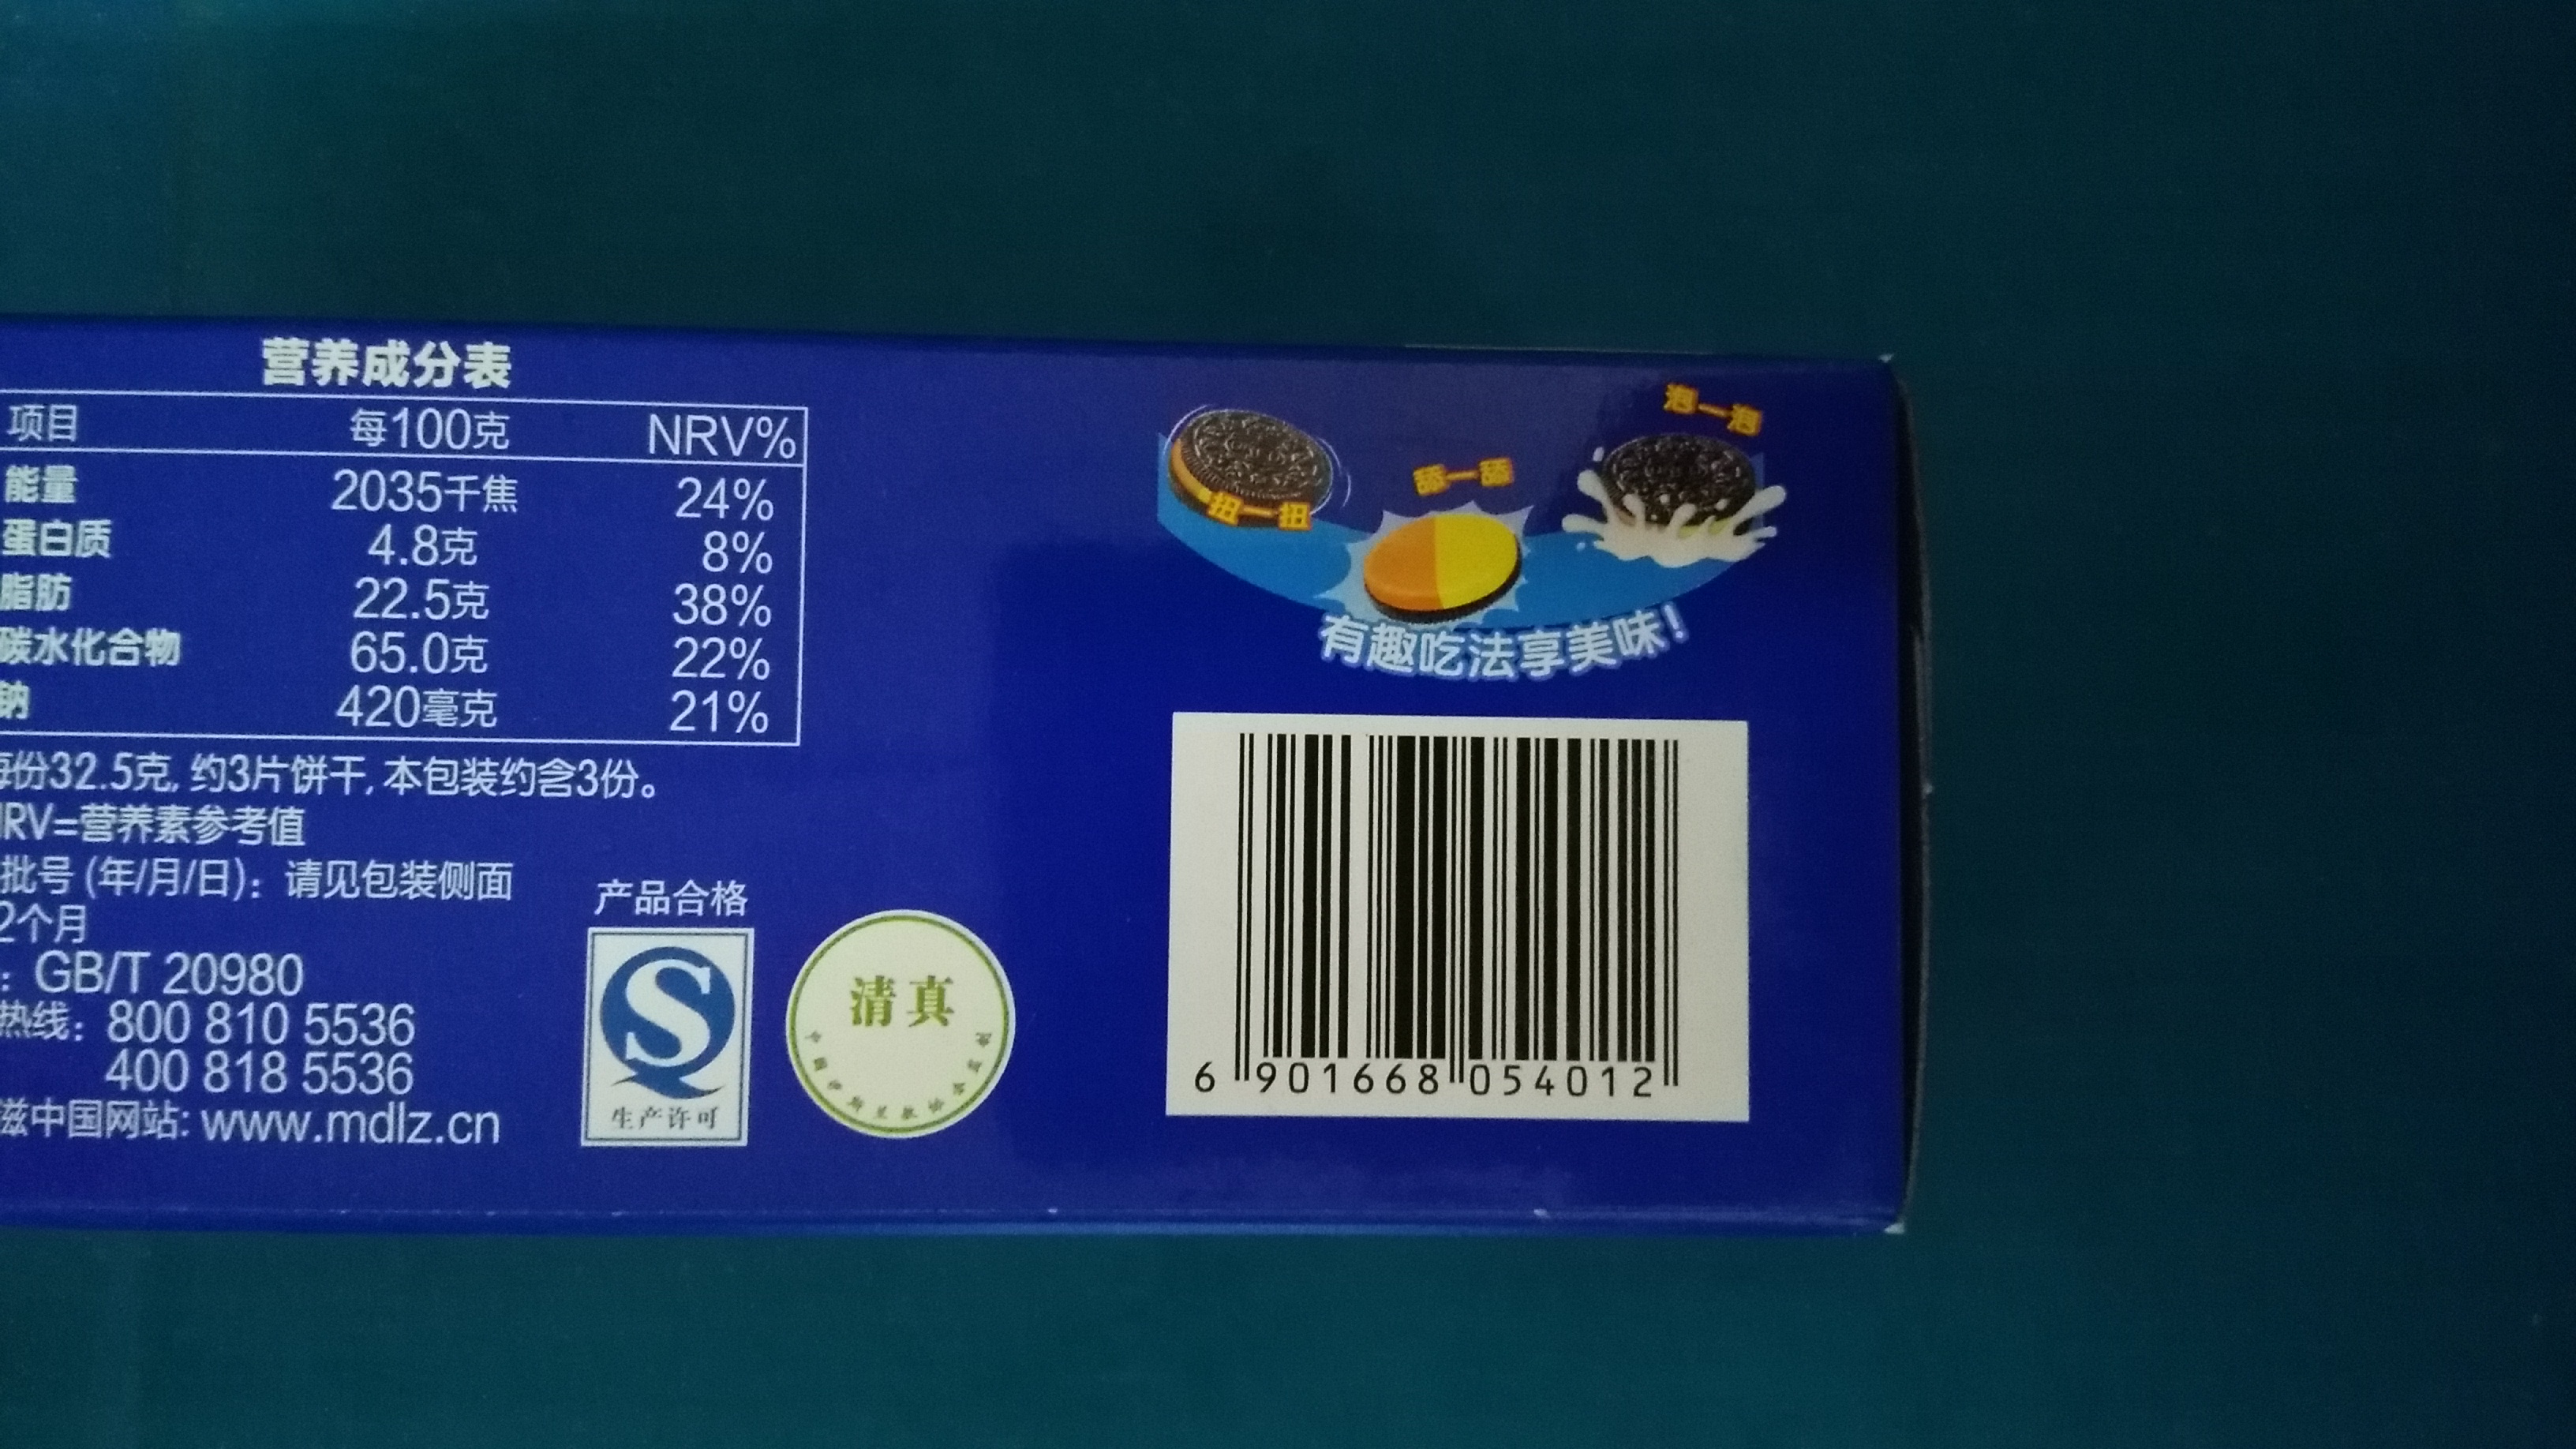 营养成分表
项目 每100克 NRV%
能量 2035千焦 24%
蛋白质 4.8克 8%
脂肪 22.5克 38%
碳水化合物 65.0克 22%
钠 420毫克 21%
每份32.5克, 约3片饼干, 本包装约含3份。
NRV=营养素参考值
批号 (年/月/日): 请见包装侧面
2个月
: GB/T 20980
热线: 800 810 5536
400 818 5536
滋中国网站: www.mdlz.cn
产品合格
S
生产许可
清真
扭一扭
舔一舔
泡一泡
有趣吃法享美味!
6 901668 054012